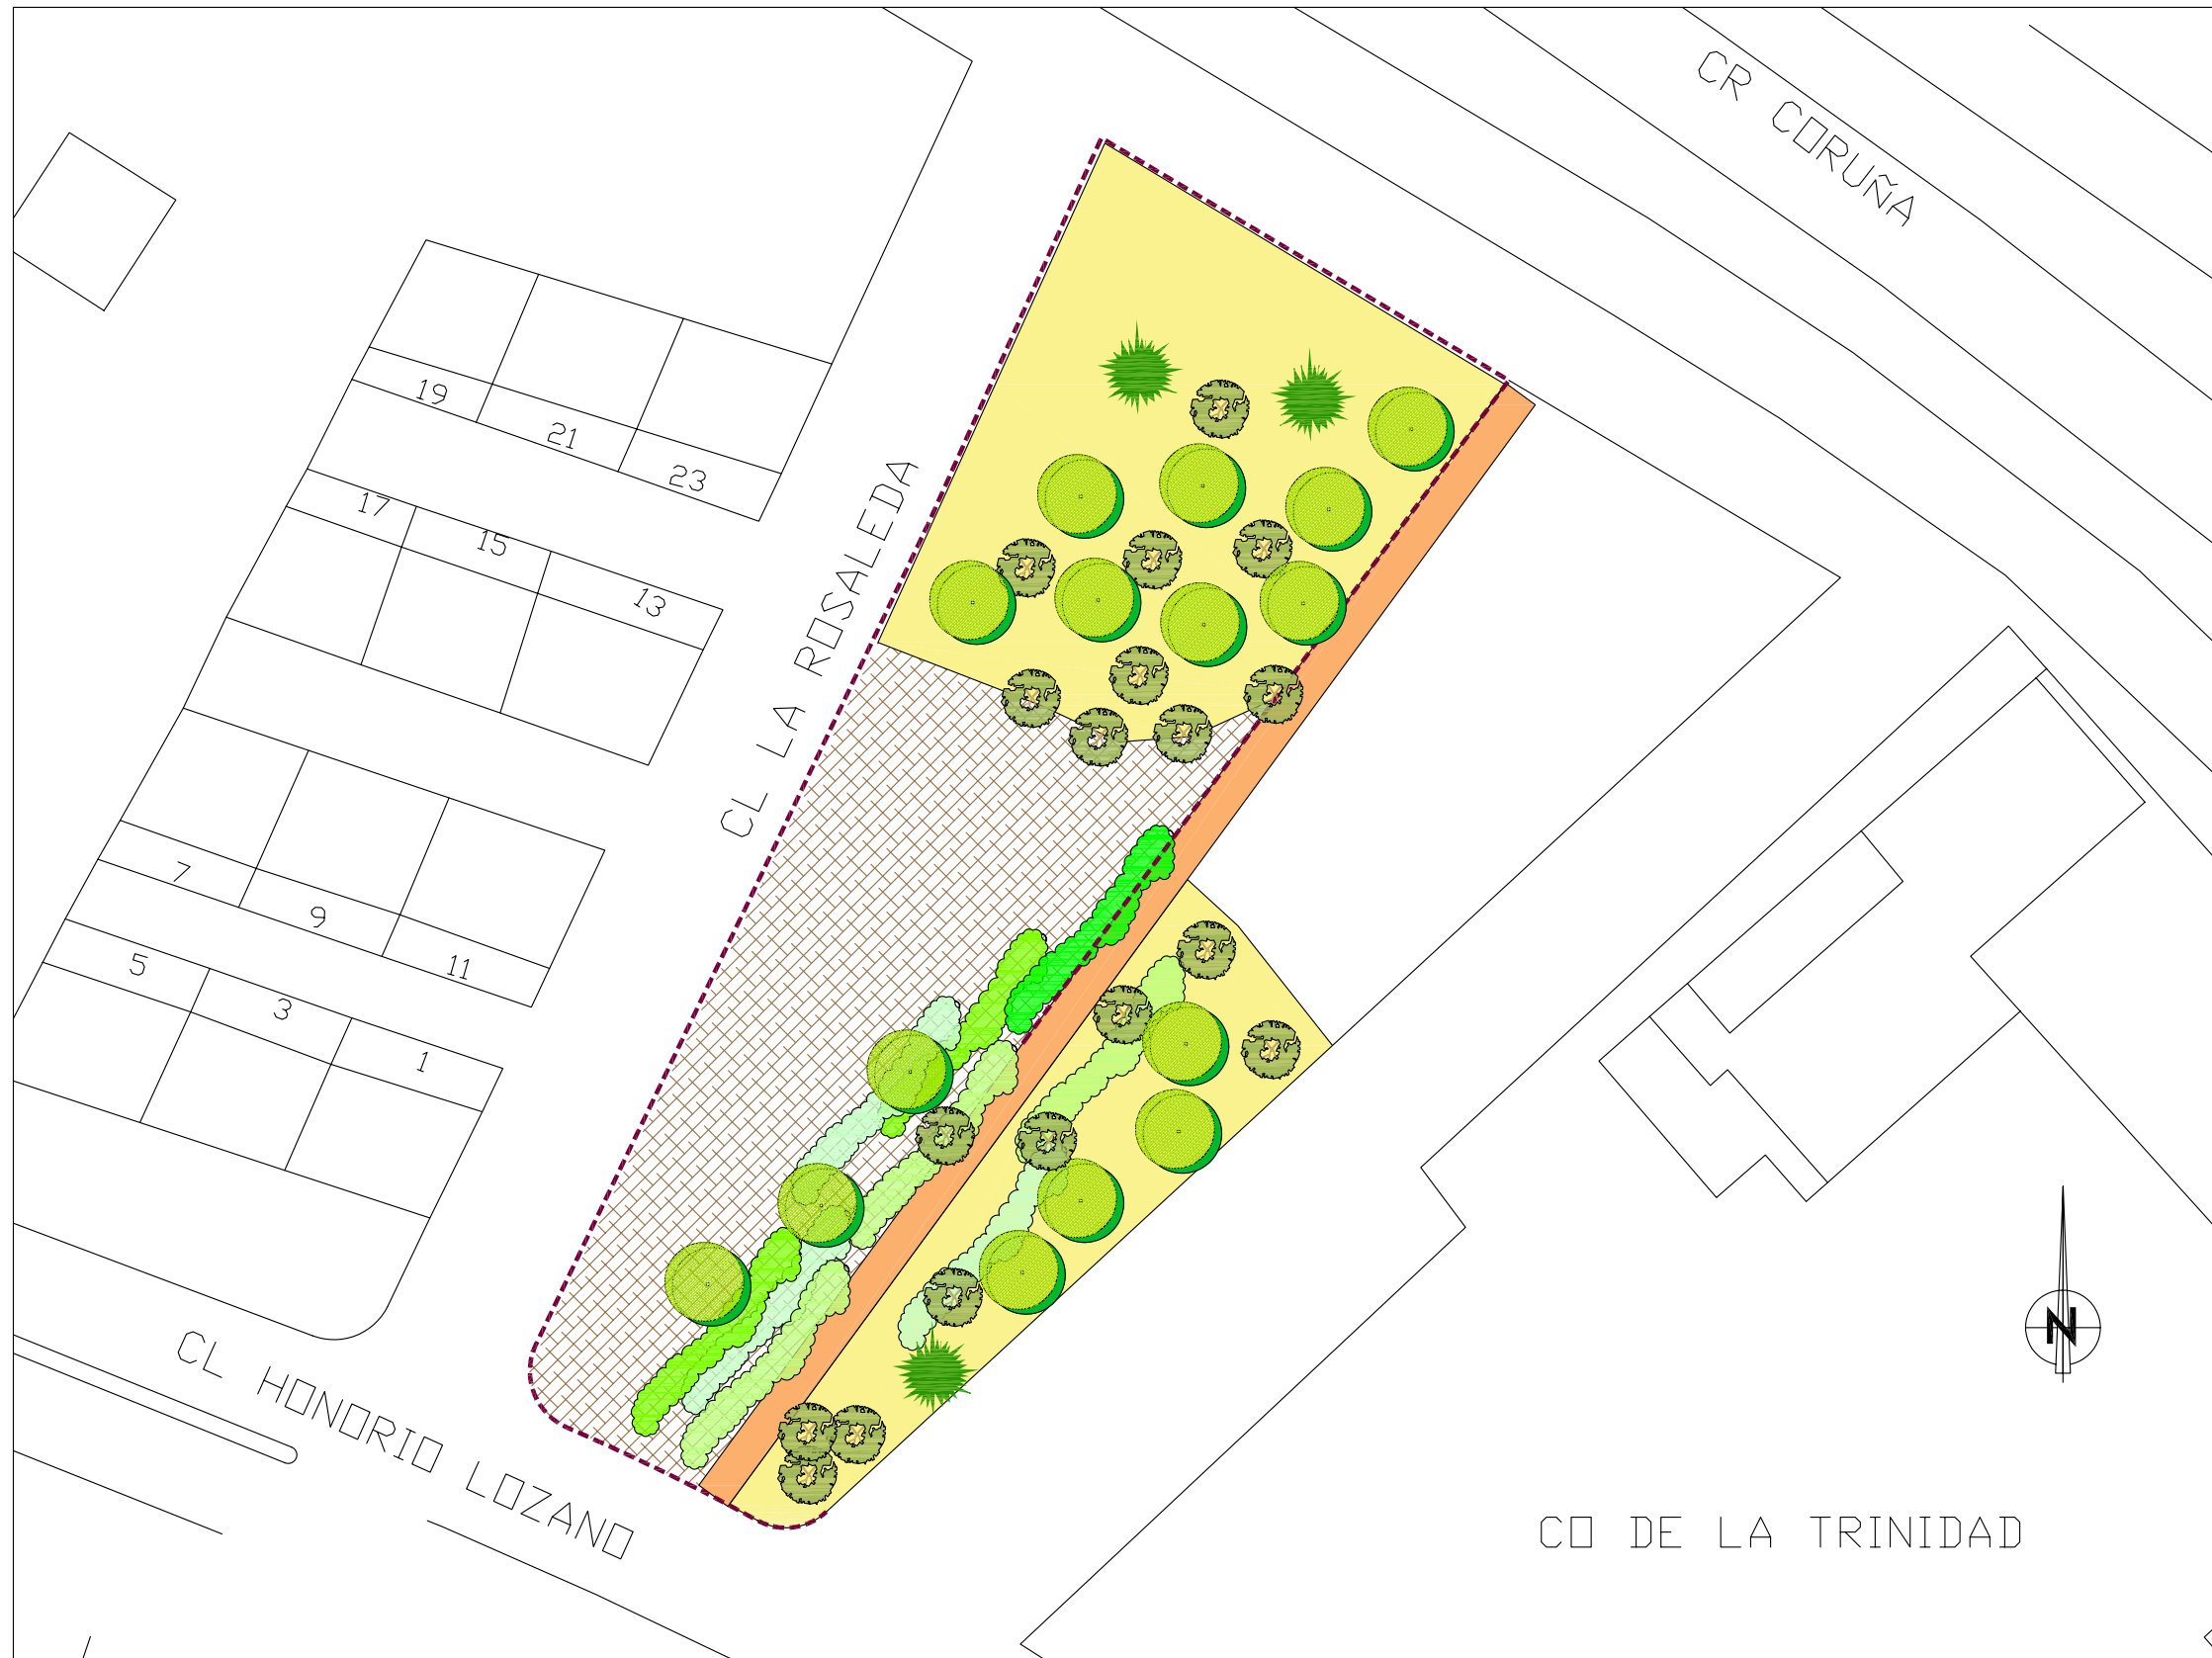 CR CORUÑA
19
21
23
17
15
13
CL LA ROSALEDA
7
9
11
5
3
1
CL HONORIO LOZANO
N
CO DE LA TRINIDAD